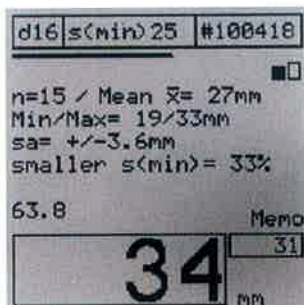 d16 s(min) 25 #100418
n=15 / Mean x̅= 27mm
Min/Max= 19/33mm
sa= +/-3.6mm
smaller s(min)= 33%
63.8
Memo
31
34
mm